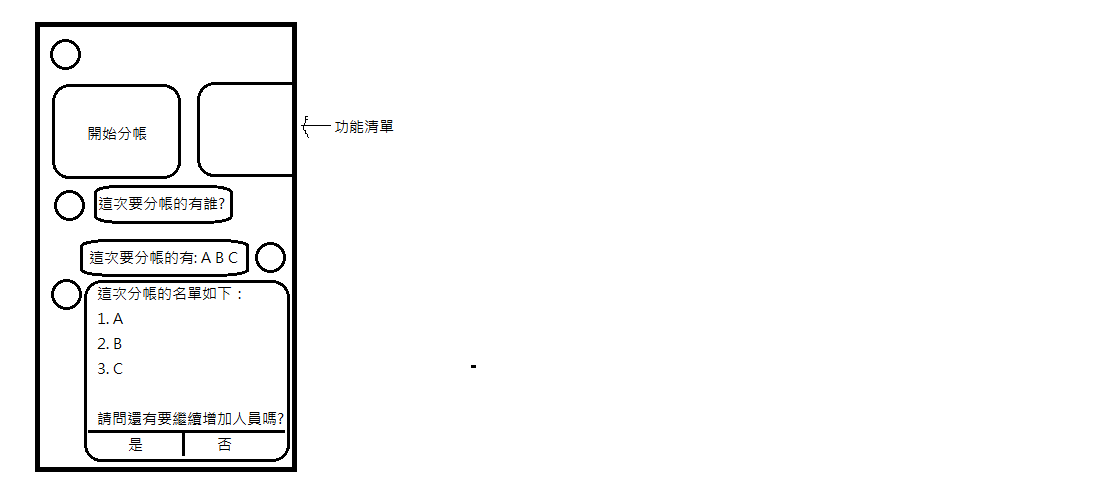 開始分帳
功能清單
這次要分帳的有誰?
這次要分帳的有: A B C
這次分帳的名單如下：
1. A
2. B
3. C
請問還有要繼續增加人員嗎?
是
否